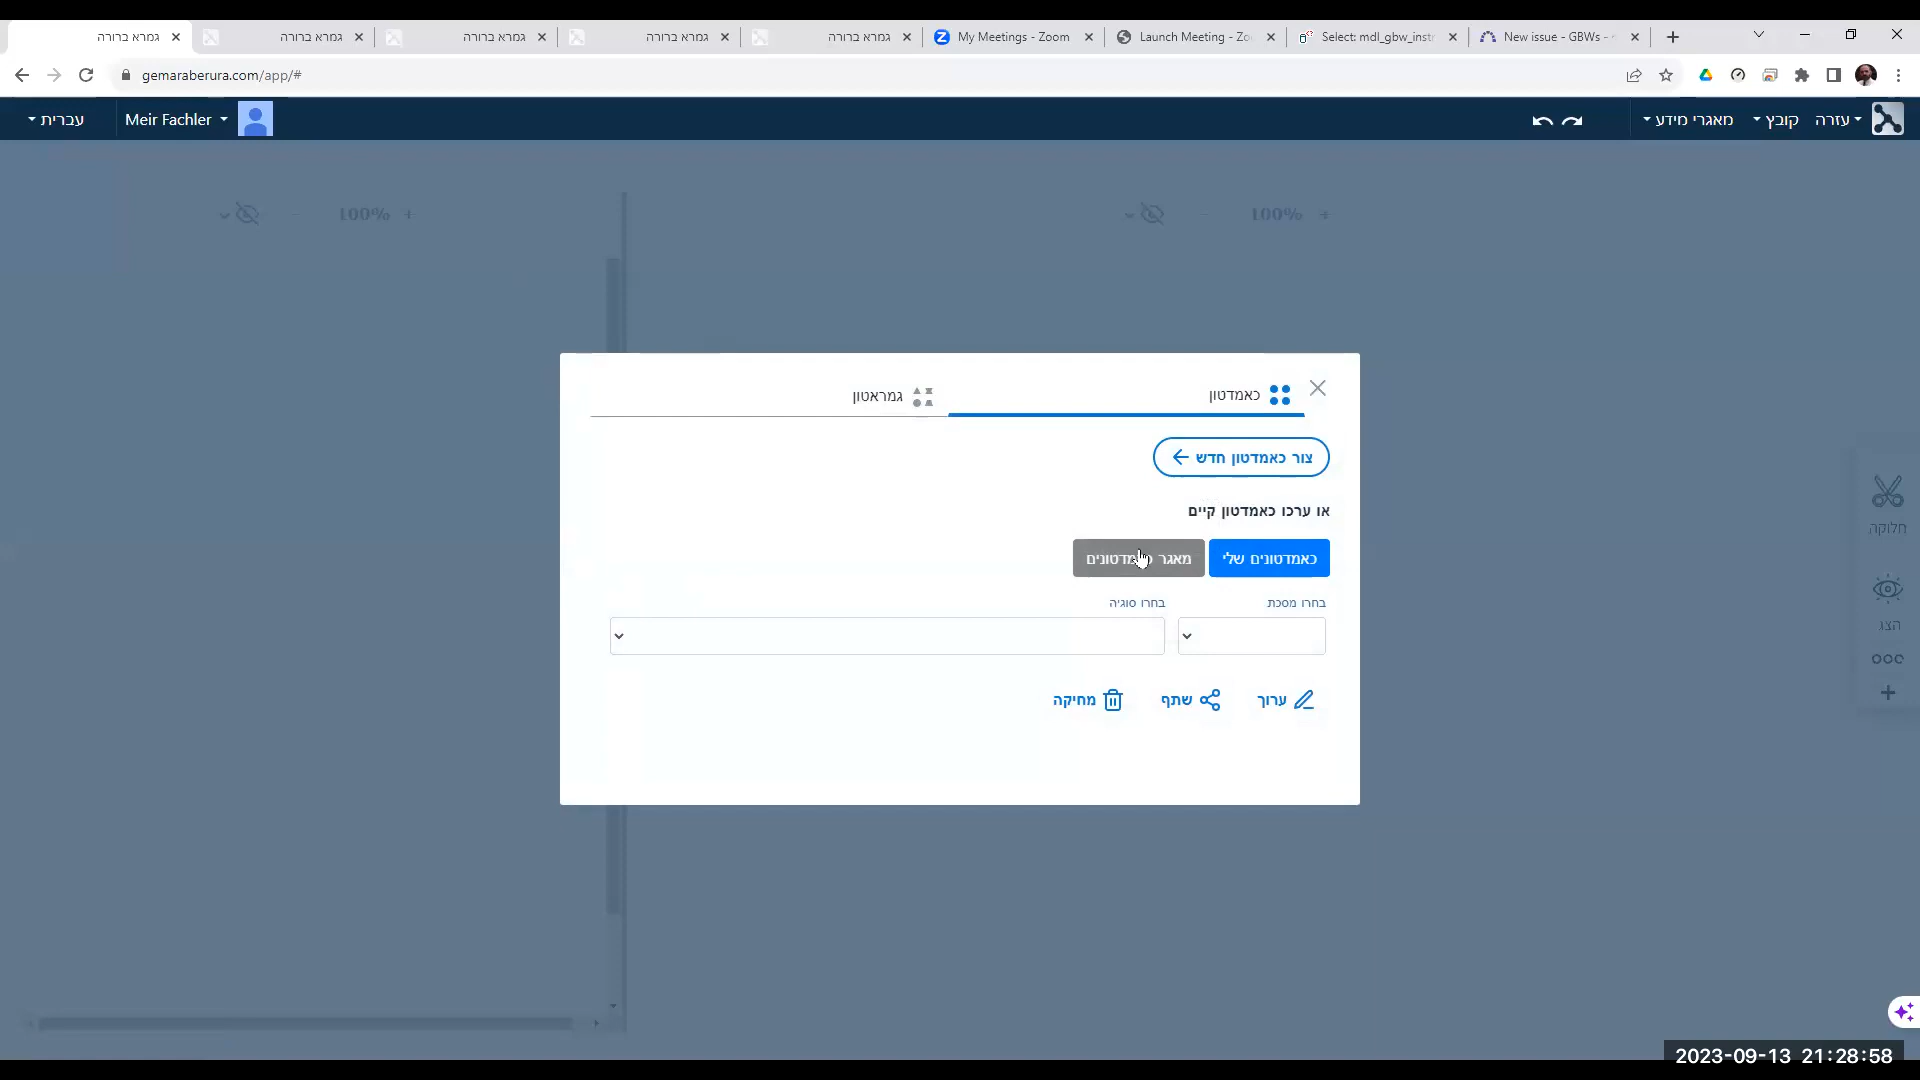 גמרא ברורה
גמרא ברורה
גמרא ברורה
גמרא ברורה
גמרא ברורה
My Meetings - Zoom
Launch Meeting - Zo
Select: mdl_gbw_instr
New issue - GBWs -
gemaraberura.com/app/#
עברית
Meir Fachler
מאגרי מידע
קובץ
עזרה
100%
100%
כאמדטון
גמראטון
צור כאמדטון חדש
או ערכו כאמדטון קיים
כאמדטונים שלי
מאגר
בחרו מסכת
בחרו סוגיה
ערוך
שתף
מחיקה
חלוקה
הצג
2023-09-13 21:28:58